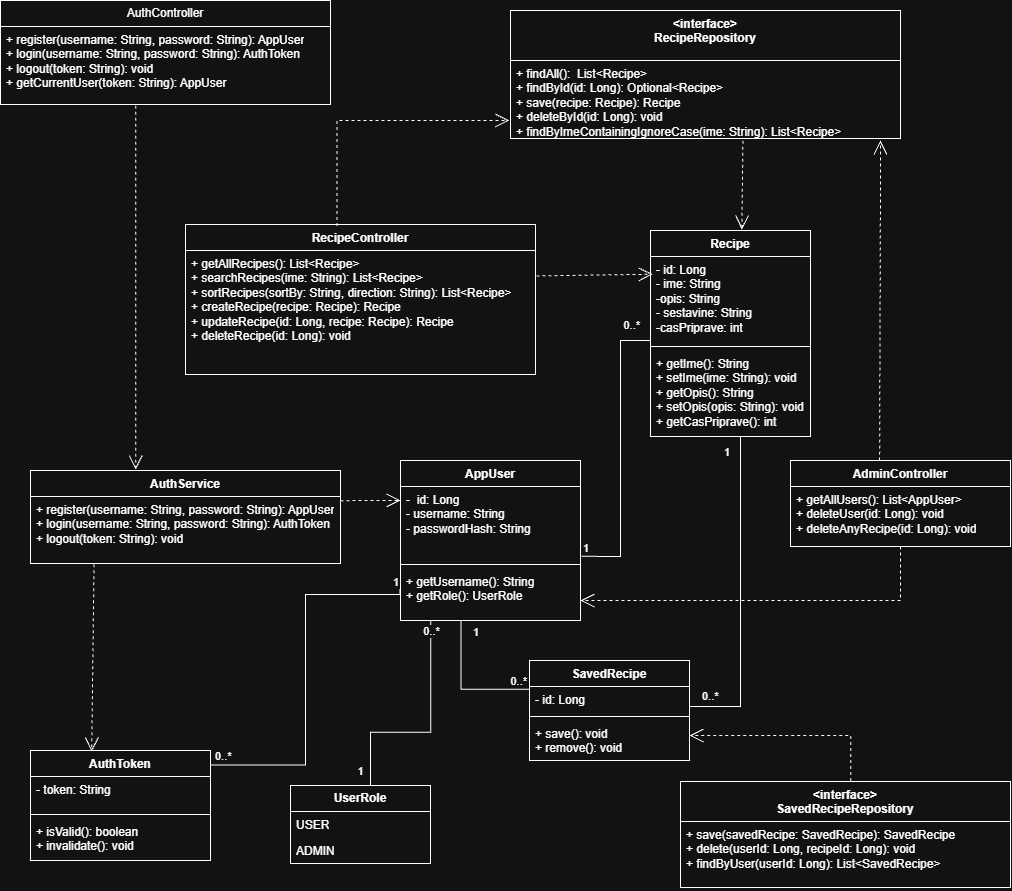 AuthController
+ register(username: String, password: String): AppUser
+ login(username: String, password: String): AuthToken
+ logout(token: String): void
+ getCurrentUser(token: String): AppUser
<interface>
RecipeRepository
+ findAll():  List<Recipe>
+ findById(id: Long): Optional<Recipe>
+ save(recipe: Recipe): Recipe
+ deleteById(id: Long): void
+ findByImeContainingIgnoreCase(ime: String): List<Recipe>
RecipeController
+ getAllRecipes(): List<Recipe>
+ searchRecipes(ime: String): List<Recipe>
+ sortRecipes(sortBy: String, direction: String): List<Recipe>
+ createRecipe(recipe: Recipe): Recipe
+ updateRecipe(id: Long, recipe: Recipe): Recipe
+ deleteRecipe(id: Long): void
Recipe
- id: Long
- ime: String
-opis: String
- sestavine: String
-casPriprave: int
+ getIme(): String
+ setIme(ime: String): void
+ getOpis(): String
+ setOpis(opis: String): void
+ getCasPriprave(): int
0..*
1
AuthService
+ register(username: String, password: String): AppUser
+ login(username: String, password: String): AuthToken
+ logout(token: String): void
AppUser
-  id: Long
- username: String
- passwordHash: String
+ getUsername(): String
+ getRole(): UserRole
1
1
0..*
1
AdminController
+ getAllUsers(): List<AppUser>
+ deleteUser(id: Long): void
+ deleteAnyRecipe(id: Long): void
0..*
SavedRecipe
- id: Long
+ save(): void
+ remove(): void
0..*
AuthToken
- token: String
+ isValid(): boolean
+ invalidate(): void
0..*
1
UserRole
USER
ADMIN
<interface>
SavedRecipeRepository
+ save(savedRecipe: SavedRecipe): SavedRecipe
+ delete(userId: Long, recipeId: Long): void
+ findByUser(userId: Long): List<SavedRecipe>